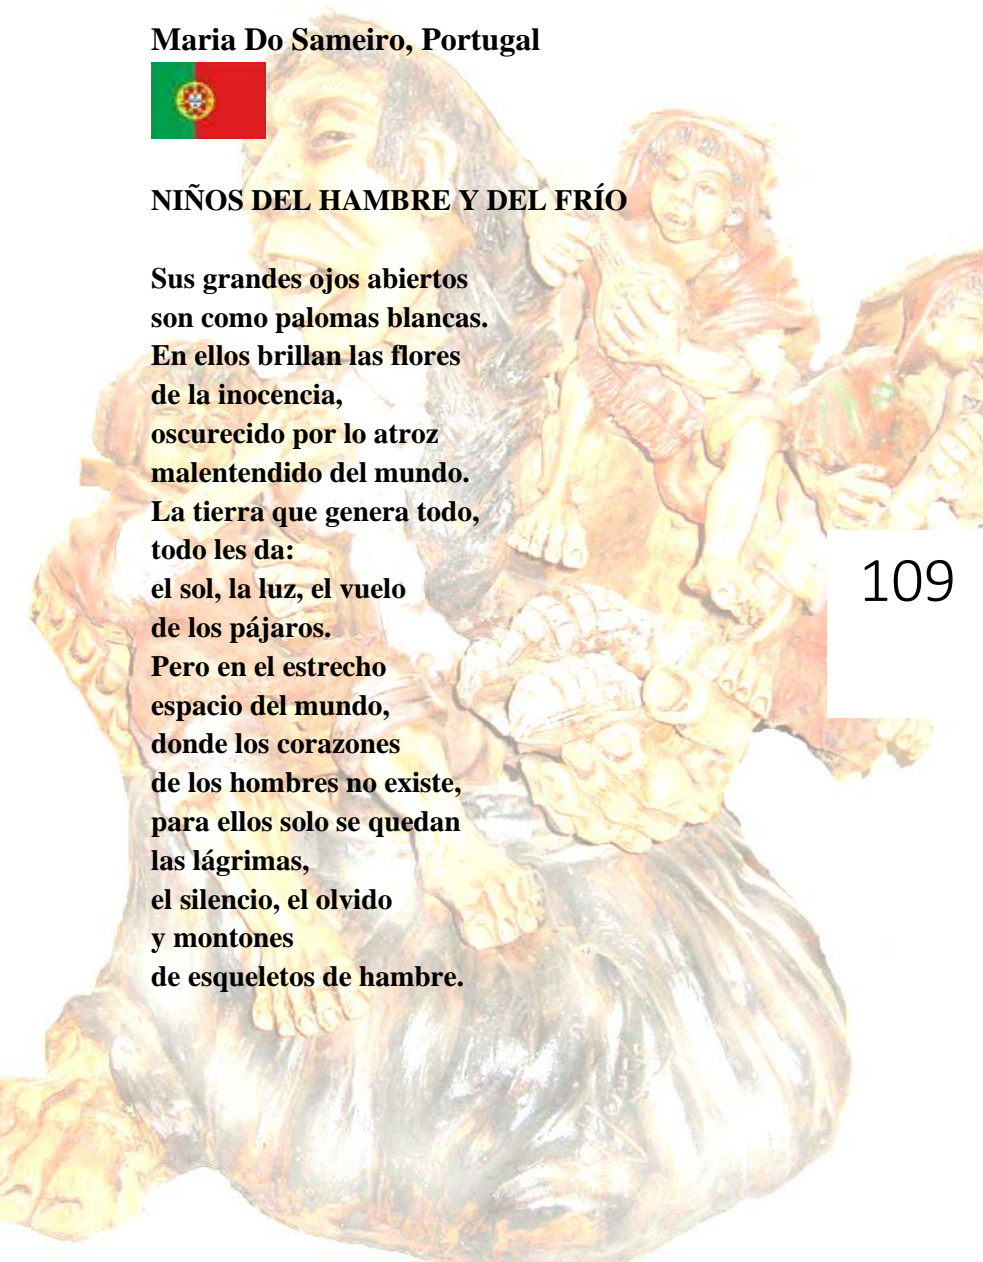 Maria Do Sameiro, Portugal
NIÑOS DEL HAMBRE Y DEL FRÍO
Sus grandes ojos abiertos
son como palomas blancas.
En ellos brillan las flores
de la inocencia,
oscurecido por lo atroz
malentendido del mundo.
La tierra que genera todo,
todo les da:
el sol, la luz, el vuelo
de los pájaros.
Pero en el estrecho
espacio del mundo,
donde los corazones
de los hombres no existe,
para ellos solo se quedan
las lágrimas,
el silencio, el olvido
y montones
de esqueletos de hambre.
109